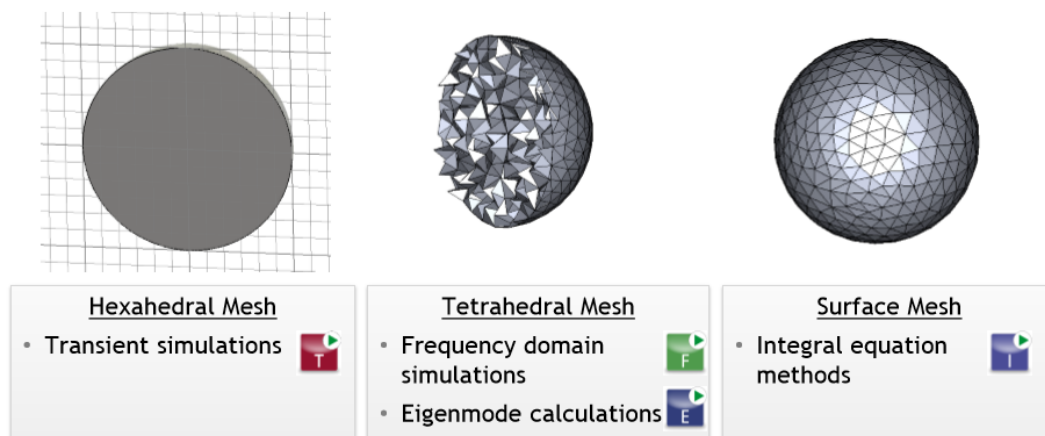 Hexahedral Mesh
• Transient simulations
T
Tetrahedral Mesh
• Frequency domain
simulations
F
• Eigenmode calculations
E
Surface Mesh
• Integral equation
methods
I